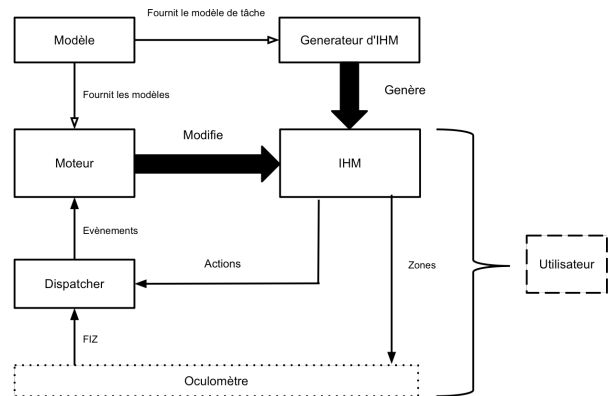 Fournit le modèle de tâche
Modèle
Generateur d'IHM
Fournit les modèles
Genère
Modifie
Moteur
IHM
Evènements
Actions
Zones
Utilisateur
Dispatcher
FIZ
Oculomètre